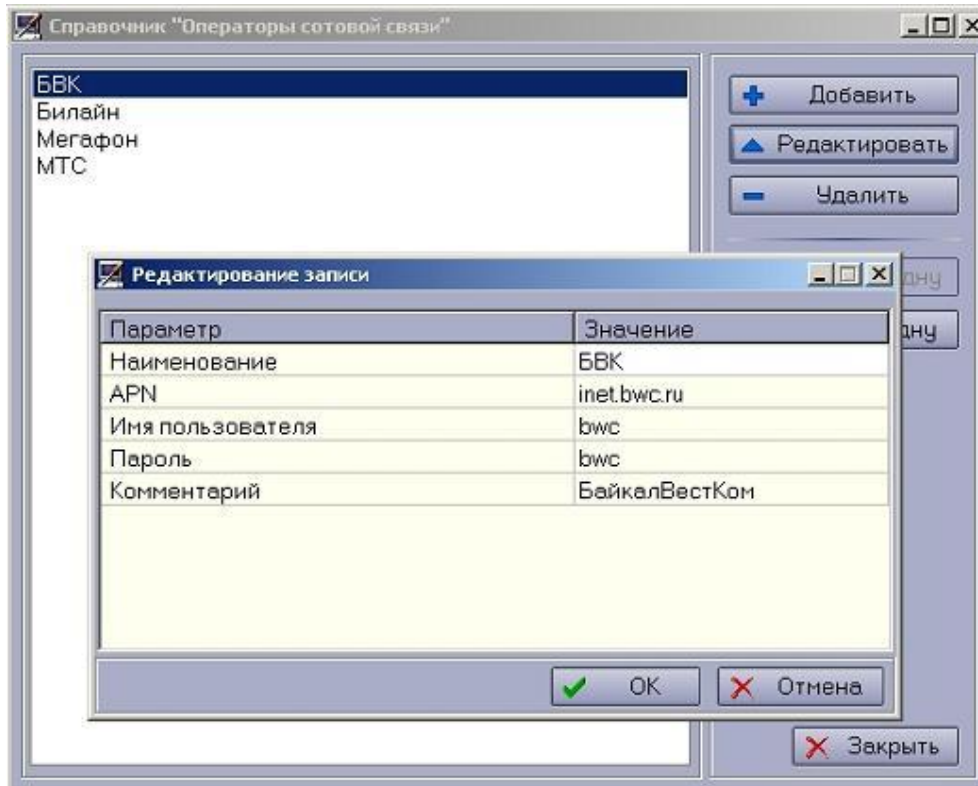 Справочник "Операторы сотовой связи"
БВК
Билайн
Мегафон
МТС
Добавить
Редактировать
Удалить
Редактирование записи
Параметр Значение
Наименование БВК
APN inet.bwc.ru
Имя пользователя bwc
Пароль bwc
Комментарий БайкалВестКом
OK Отмена
Закрыть